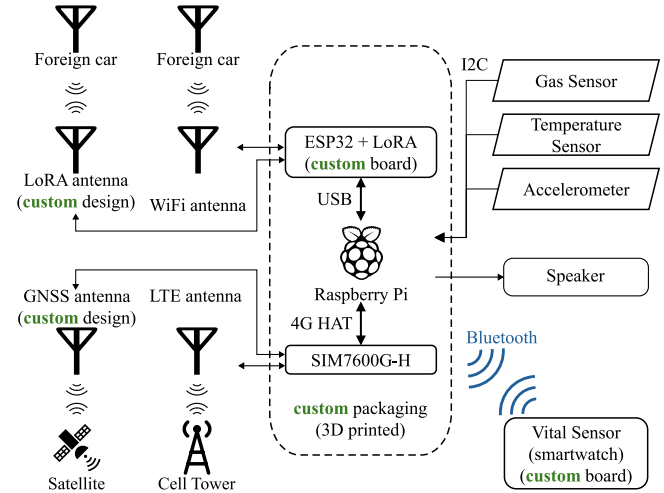 Foreign car
Foreign car
LoRA antenna
(custom design)
WiFi antenna
GNSS antenna
(custom design)
LTE antenna
Satellite
Cell Tower
ESP32 + LoRA
(custom board)
USB
Raspberry Pi
4G HAT
SIM7600G-H
custom packaging
(3D printed)
I2C
Gas Sensor
Temperature
Sensor
Accelerometer
Speaker
Bluetooth
Vital Sensor
(smartwatch)
(custom board)